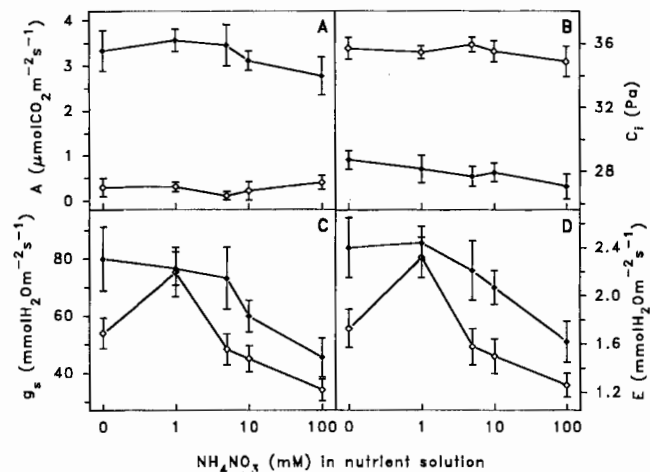 A
B
C
D
A (μmolCO₂m⁻²s⁻¹)
4
3
2
1
0
Cᵢ (Pa)
36
32
28
gₛ (mmolH₂Om⁻²s⁻¹)
80
60
40
E (mmolH₂Om⁻²s⁻¹)
2.4
2.0
1.6
1.2
0 1 10 100 0 1 10 100
NH₄NO₃ (mM) in nutrient solution